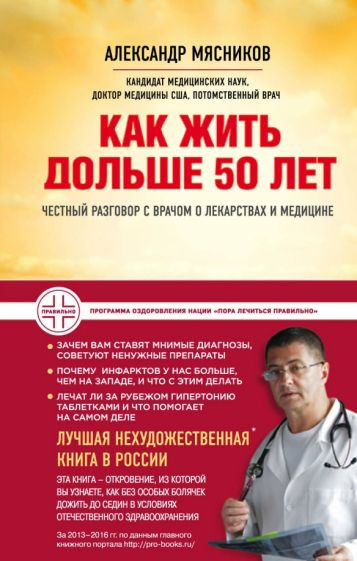 АЛЕКСАНДР МЯСНИКОВ
КАНДИДАТ МЕДИЦИНСКИХ НАУК,
ДОКТОР МЕДИЦИНЫ США, ПОТОМСТВЕННЫЙ ВРАЧ
КАК ЖИТЬ
ДОЛЬШЕ 50 ЛЕТ
ЧЕСТНЫЙ РАЗГОВОР С ВРАЧОМ О ЛЕКАРСТВАХ И МЕДИЦИНЕ
ПРАВИЛЬНО
ПРОГРАММА ОЗДОРОВЛЕНИЯ НАЦИИ «ПОРА ЛЕЧИТЬСЯ ПРАВИЛЬНО»
• ЗАЧЕМ ВАМ СТАВЯТ МНИМЫЕ ДИАГНОЗЫ,
СОВЕТУЮТ НЕНУЖНЫЕ ПРЕПАРАТЫ
• ПОЧЕМУ ИНФАРКТОВ У НАС БОЛЬШЕ,
ЧЕМ НА ЗАПАДЕ, И ЧТО С ЭТИМ ДЕЛАТЬ
• ЛЕЧАТ ЛИ ЗА РУБЕЖОМ ГИПЕРТОНИЮ
ТАБЛЕТКАМИ И ЧТО ПОМОГАЕТ
НА САМОМ ДЕЛЕ
ЛУЧШАЯ НЕХУДОЖЕСТВЕННАЯ*
КНИГА В РОССИИ
ЭТА КНИГА – ОТКРОВЕНИЕ, ИЗ КОТОРОЙ
ВЫ УЗНАЕТЕ, КАК БЕЗ ОСОБЫХ БОЛЯЧЕК
ДОЖИТЬ ДО СЕДИН В УСЛОВИЯХ
ОТЕЧЕСТВЕННОГО ЗДРАВООХРАНЕНИЯ
За 2013–2016 гг. по данным главного
книжного портала http://pro-books.ru/